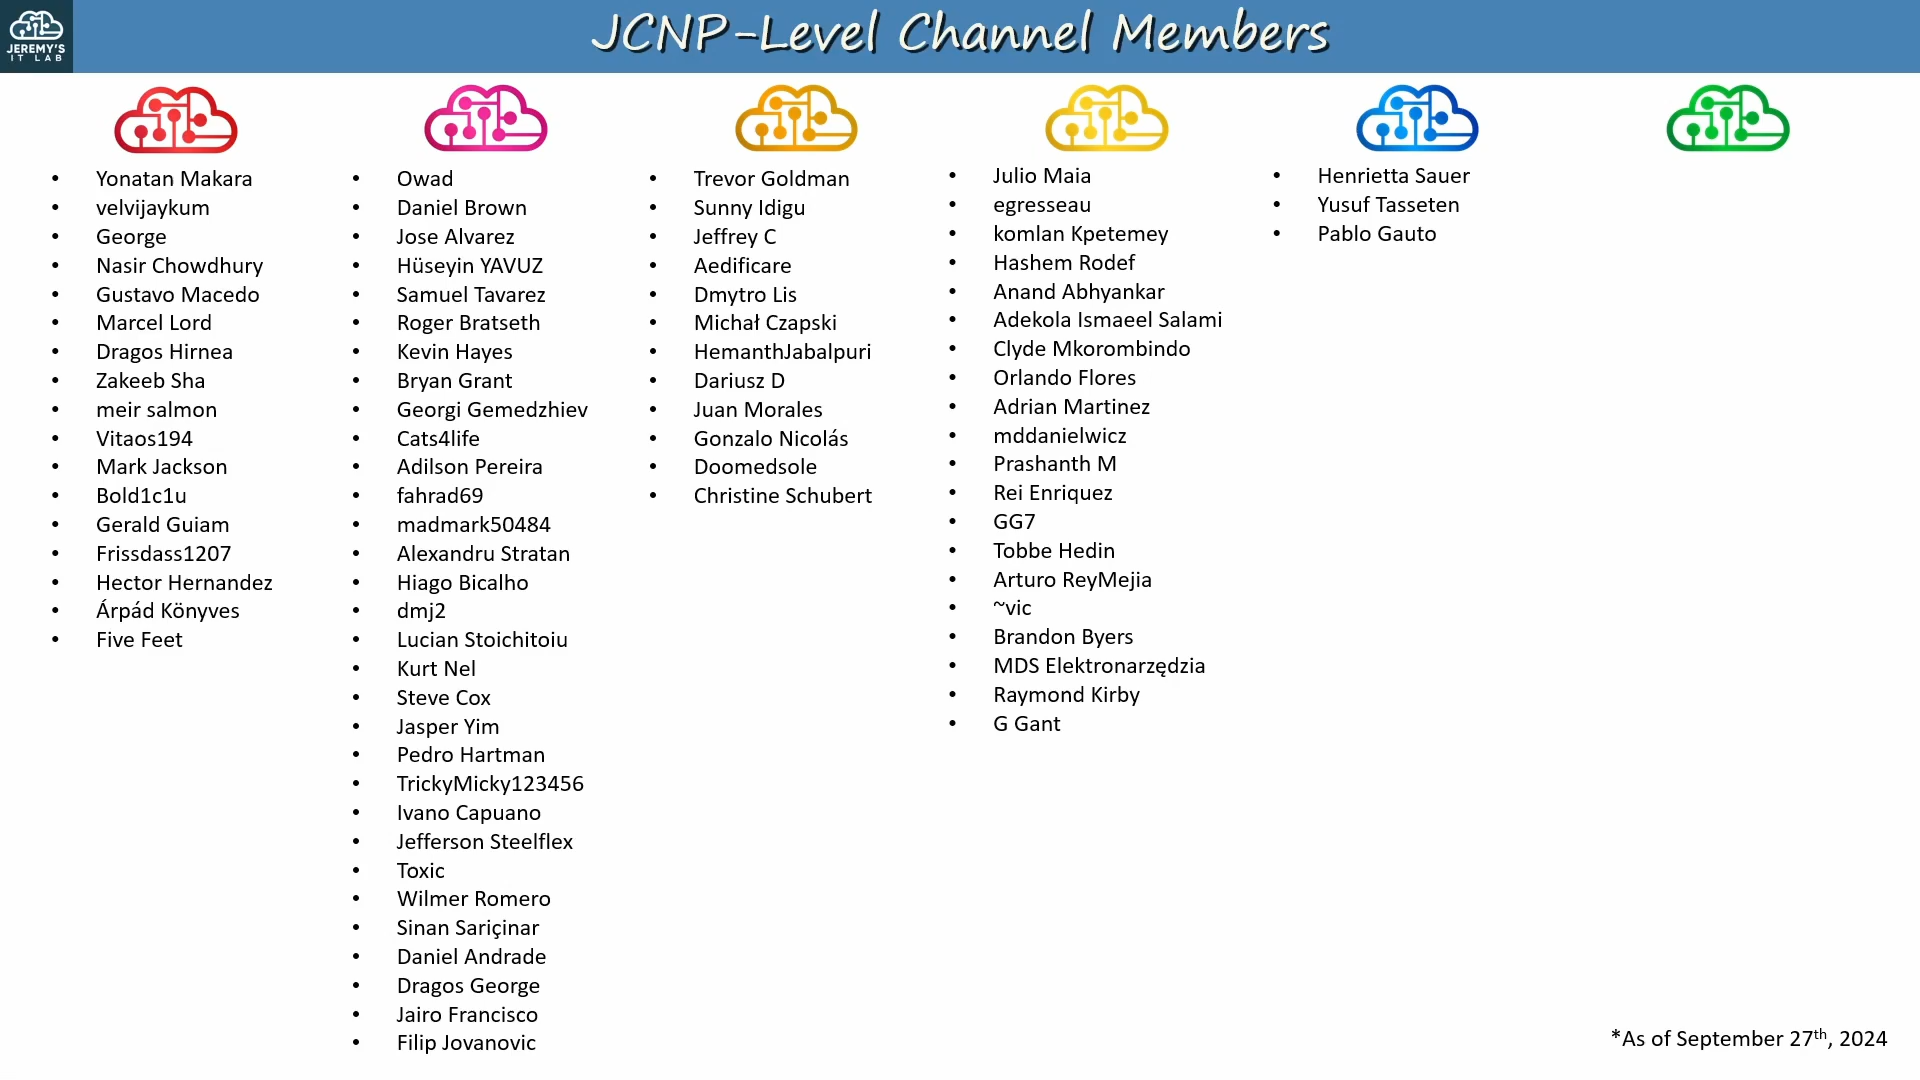 JEREMY'S
IT LAB
JCNP-Level Channel Members
• Yonatan Makara
• velvijaykum
• George
• Nasir Chowdhury
• Gustavo Macedo
• Marcel Lord
• Dragos Hirnea
• Zakeeb Sha
• meir salmon
• Vitaos194
• Mark Jackson
• Bold1c1u
• Gerald Guiam
• Frissdass1207
• Hector Hernandez
• Árpád Könyves
• Five Feet
• Owad
• Daniel Brown
• Jose Alvarez
• Hüseyin YAVUZ
• Samuel Tavarez
• Roger Bratseth
• Kevin Hayes
• Bryan Grant
• Georgi Gemedzhiev
• Cats4life
• Adilson Pereira
• fahrad69
• madmark50484
• Alexandru Stratan
• Hiago Bicalho
• dmj2
• Lucian Stoichitoiu
• Kurt Nel
• Steve Cox
• Jasper Yim
• Pedro Hartman
• TrickyMicky123456
• Ivano Capuano
• Jefferson Steelflex
• Toxic
• Wilmer Romero
• Sinan Sariçinar
• Daniel Andrade
• Dragos George
• Jairo Francisco
• Filip Jovanovic
• Trevor Goldman
• Sunny Idigu
• Jeffrey C
• Aedificare
• Dmytro Lis
• Michał Czapski
• HemanthJabalpuri
• Dariusz D
• Juan Morales
• Gonzalo Nicolás
• Doomedsole
• Christine Schubert
• Julio Maia
• egresseau
• komlan Kpetemey
• Hashem Rodef
• Anand Abhyankar
• Adekola Ismaeel Salami
• Clyde Mkorombindo
• Orlando Flores
• Adrian Martinez
• mddanielwicz
• Prashanth M
• Rei Enriquez
• GG7
• Tobbe Hedin
• Arturo ReyMejia
• ~vic
• Brandon Byers
• MDS Elektronarzędzia
• Raymond Kirby
• G Gant
• Henrietta Sauer
• Yusuf Tasseten
• Pablo Gauto
*As of September 27th, 2024